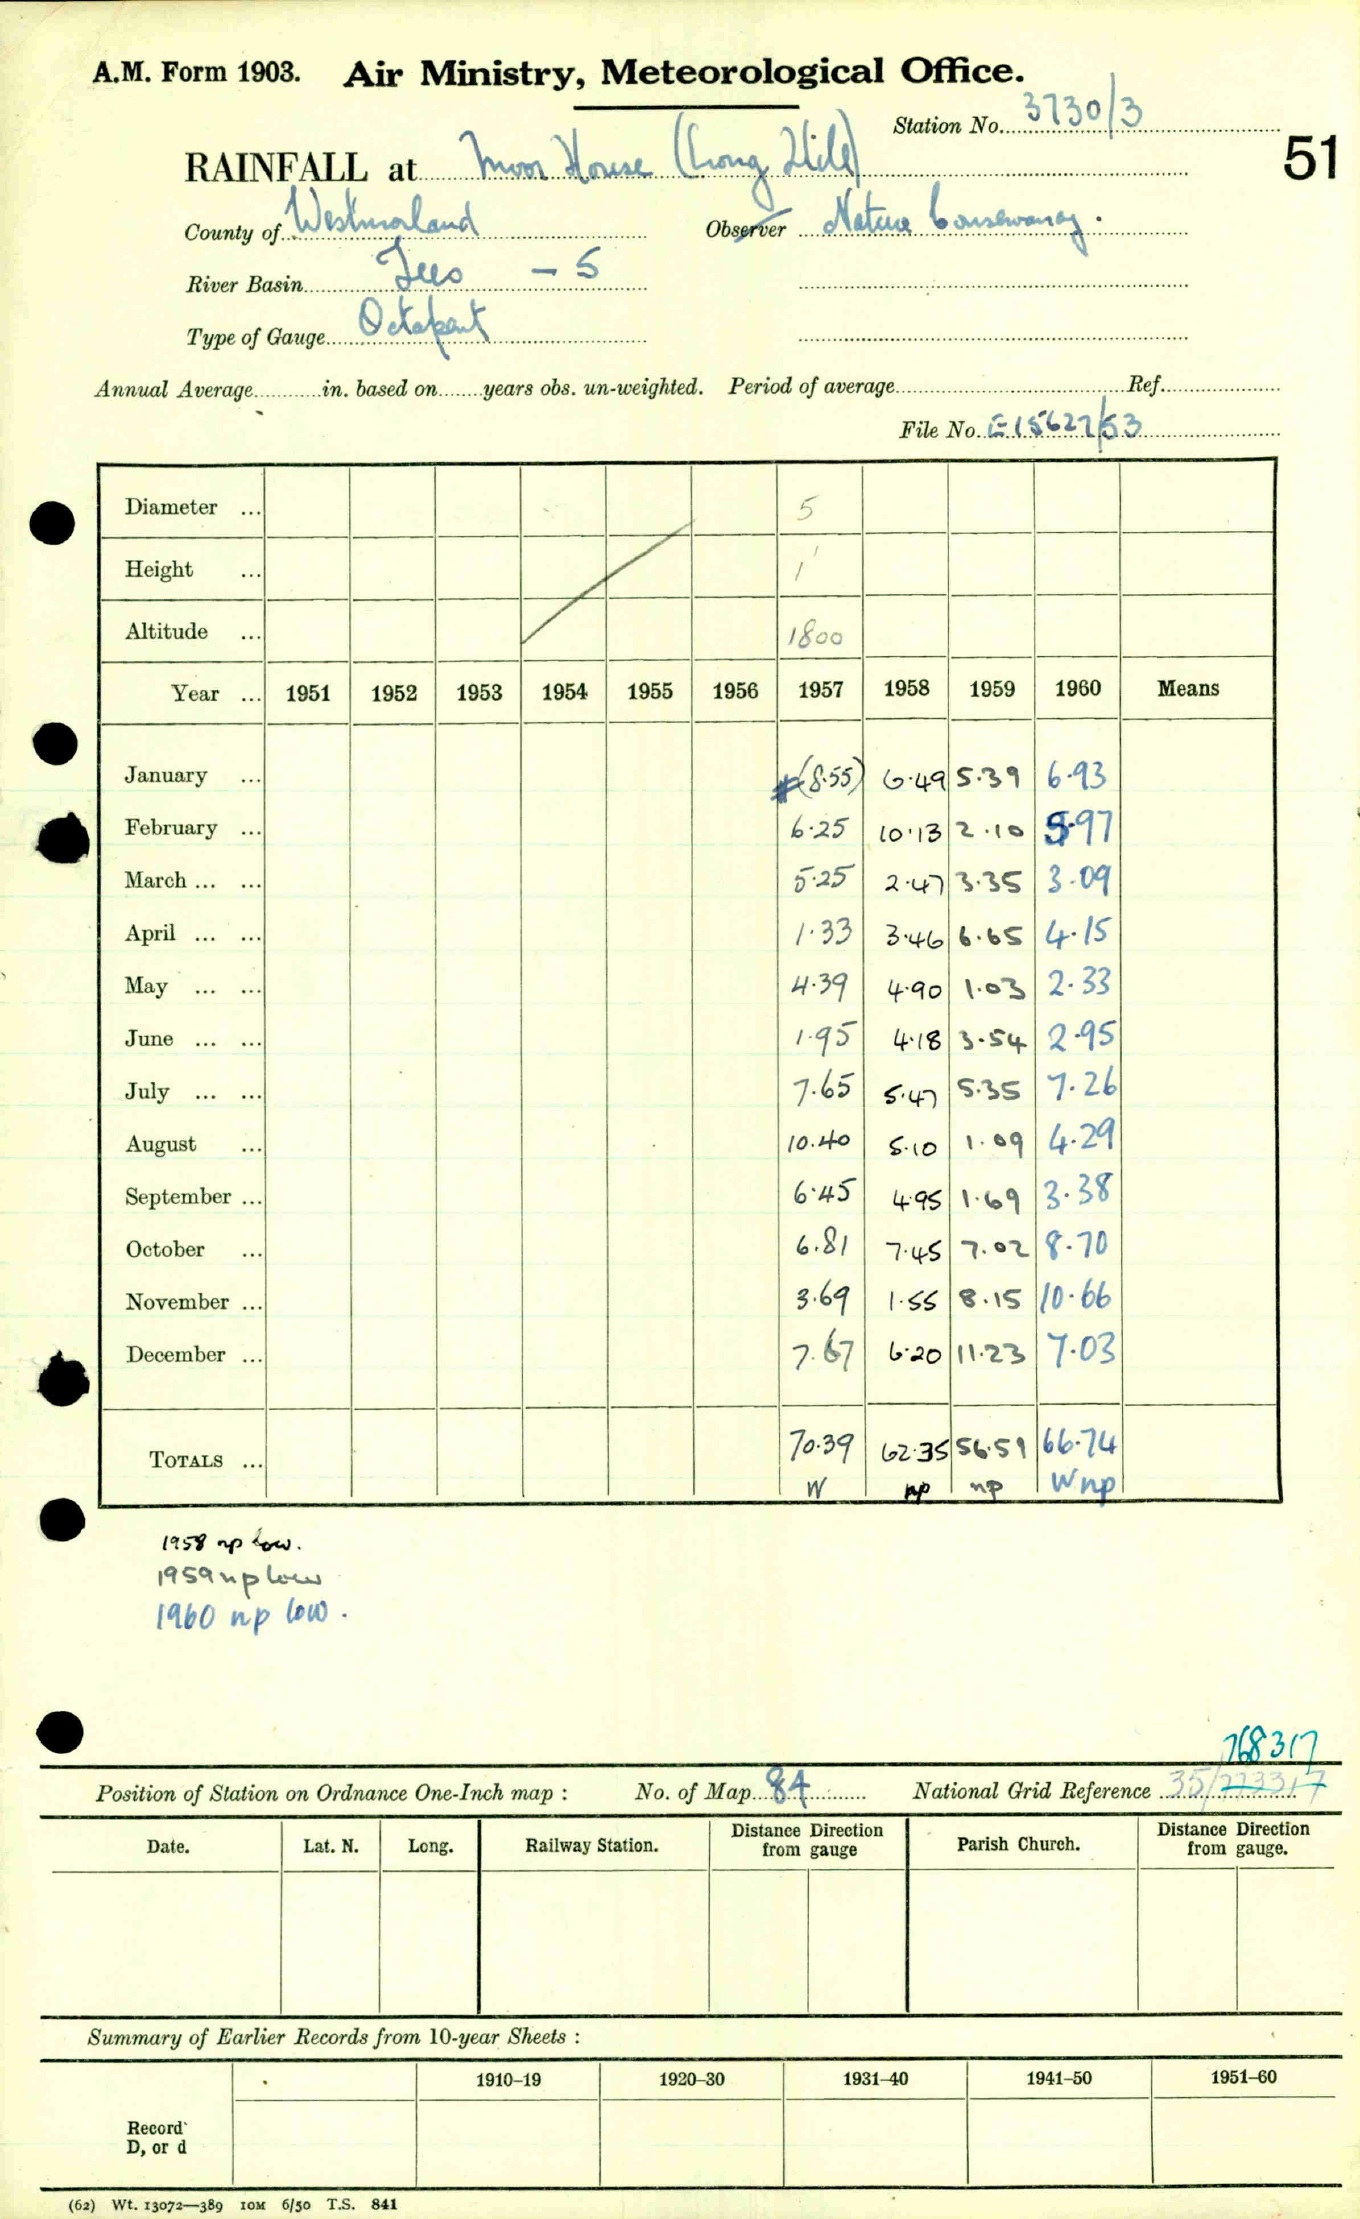 A.M. Form 1903. Air Ministry, Meteorological Office.
Station No. 3730/3
51
RAINFALL at Moor House (Long Hill)
County of Westmorland Observer Nature Conservancy.
River Basin Tees – 5
Type of Gauge Octapent
Annual Average in. based on years obs. un-weighted. Period of average Ref.
File No. E15627/53
Diameter ... 5
Height ... 1'
Altitude ... 1800
Year ... 1951 1952 1953 1954 1955 1956 1957 1958 1959 1960 Means
January ... (8.55) 6.49 5.39 6.93
February ... 6.25 10.13 2.10 5.97
March ... ... 5.25 2.47 3.35 3.09
April ... ... 1.33 3.46 6.65 4.15
May ... ... 4.39 4.90 1.03 2.33
June ... ... 1.95 4.18 3.54 2.95
July ... ... 7.65 5.47 5.35 7.26
August ... 10.40 5.10 1.09 4.29
September ... 6.45 4.95 1.69 3.38
October ... 6.81 7.45 7.02 8.70
November ... 3.69 1.55 8.15 10.66
December ... 7.67 6.20 11.23 7.03
TOTALS ... 70.39 62.35 56.59 66.74
W np np W np
1958 np low.
1959 np low
1960 np low.
768317
Position of Station on Ordnance One-Inch map : No. of Map 84 National Grid Reference 35/773317
Date. Lat. N. Long. Railway Station. Distance Direction from gauge Parish Church. Distance Direction from gauge.
Summary of Earlier Records from 10-year Sheets :
1910–19 1920–30 1931–40 1941–50 1951–60
Record
D, or d
(62) Wt. 13072—389 10M 6/50 T.S. 841